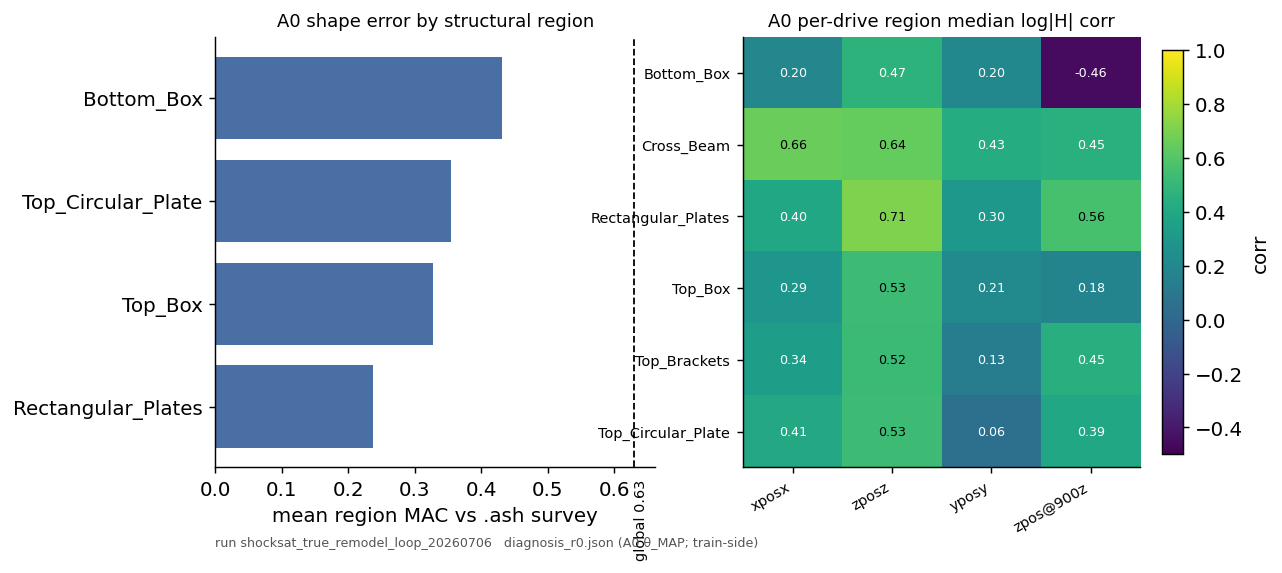 A0 shape error by structural region
Bottom_Box
Top_Circular_Plate
Top_Box
Rectangular_Plates
0.0 0.1 0.2 0.3 0.4 0.5 0.6
mean region MAC vs .ash survey
global 0.63
A0 per-drive region median log|H| corr
Bottom_Box 0.20 0.47 0.20 -0.46
Cross_Beam 0.66 0.64 0.43 0.45
Rectangular_Plates 0.40 0.71 0.30 0.56
Top_Box 0.29 0.53 0.21 0.18
Top_Brackets 0.34 0.52 0.13 0.45
Top_Circular_Plate 0.41 0.53 0.06 0.39
xposx zposz yposy zpos@900z
1.0
0.8
0.6
0.4
0.2
0.0
−0.2
−0.4
corr
run shocksat_true_remodel_loop_20260706 diagnosis_r0.json (A0 θ_MAP; train-side)